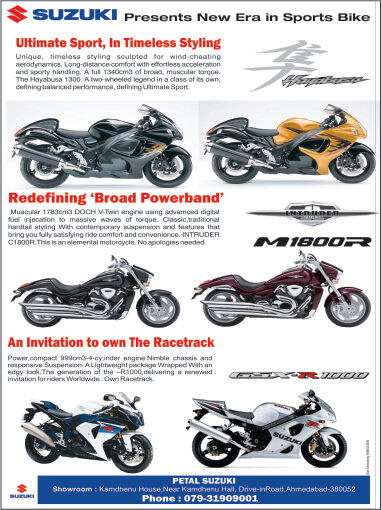 SUZUKI Presents New Era in Sports Bike
Ultimate Sport, In Timeless Styling
Unique, timeless styling sculpted for wind-cheating
aerodynamics. Long-distance comfort with effortless acceleration
and sporty handling. A full 1340cm3 of broad, muscular torque.
The Hayabusa 1300. A two-wheeled legend in a class of its own,
defining balanced performance, defining Ultimate Sport.
隼
Hayabusa
Redefining ‘Broad Powerband’
Muacular 1783cm3 DOCH V-Twin engine using advamced digital
fuel injacation to massive waves of torque. Classic,traditional
hardtail styling With contemporary suspension and features that
bring you fully satisfying ride comfort and convenience. INTRUDER
C1800R.This is an elemental motorcycle. No apologies needed.
INTRUDER
M1800R
An Invitation to own The Racetrack
Power,compact 999cm3-4-cy;inder engine.Nimble chassis and
responsive Suspension. A Lightweight package Wrapped With an
edgy look.The generation of the –R1000,delivering a renewed
invitation for riders Worldwide : Own Racetrack.
GSX-R1000
SUZUKI
PETAL SUZUKI
Showroom : Kamdhenu House,Near Kamdhenu Hall, Drive-inRoad,Ahmedabad-380052
Phone : 079-31909001